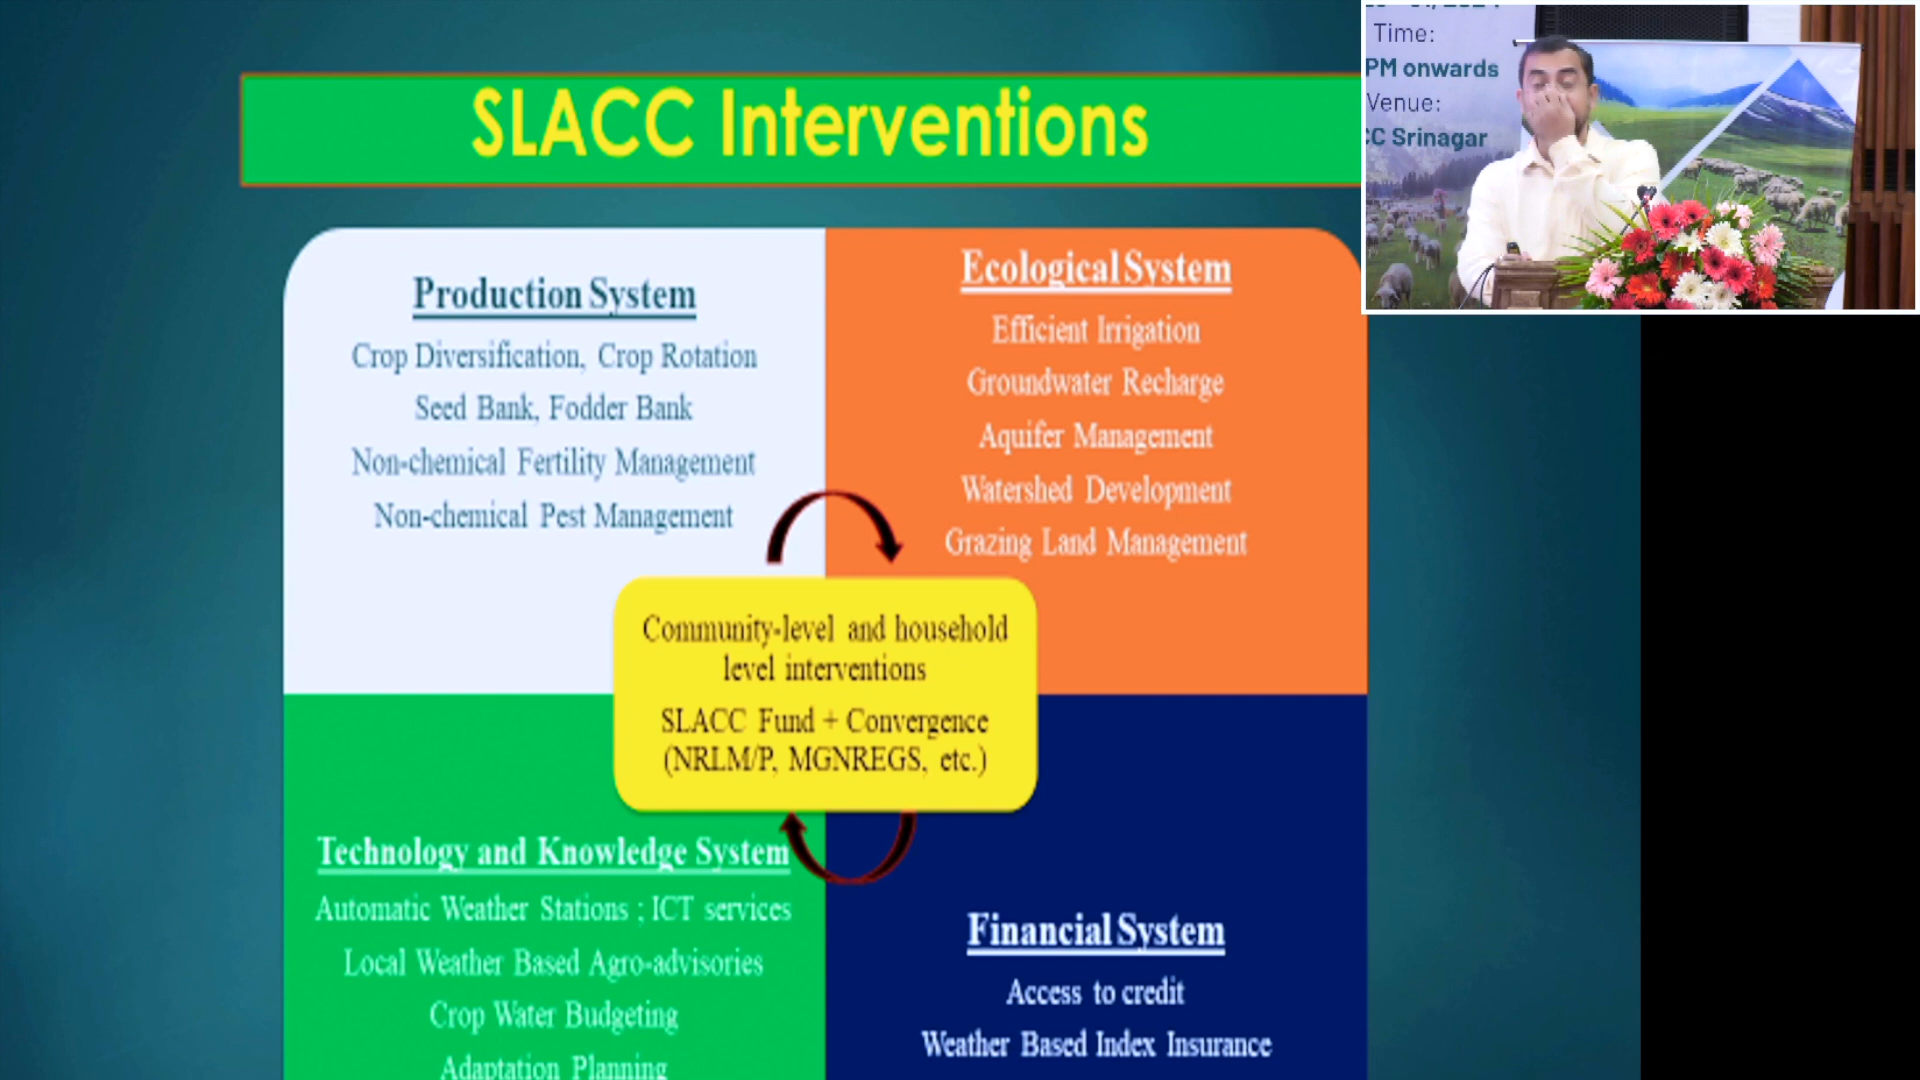 SLACC Interventions
Production System
Crop Diversification, Crop Rotation
Seed Bank, Fodder Bank
Non-chemical Fertility Management
Non-chemical Pest Management
Ecological System
Efficient Irrigation
Groundwater Recharge
Aquifer Management
Watershed Development
Grazing Land Management
Community-level and household
level interventions
SLACC Fund + Convergence
(NRLM/P, MGNREGS, etc.)
Technology and Knowledge System
Automatic Weather Stations ; ICT services
Local Weather Based Agro-advisories
Crop Water Budgeting
Adaptation Planning
Financial System
Access to credit
Weather Based Index Insurance
Time:
PM onwards
Venue:
CC Srinagar